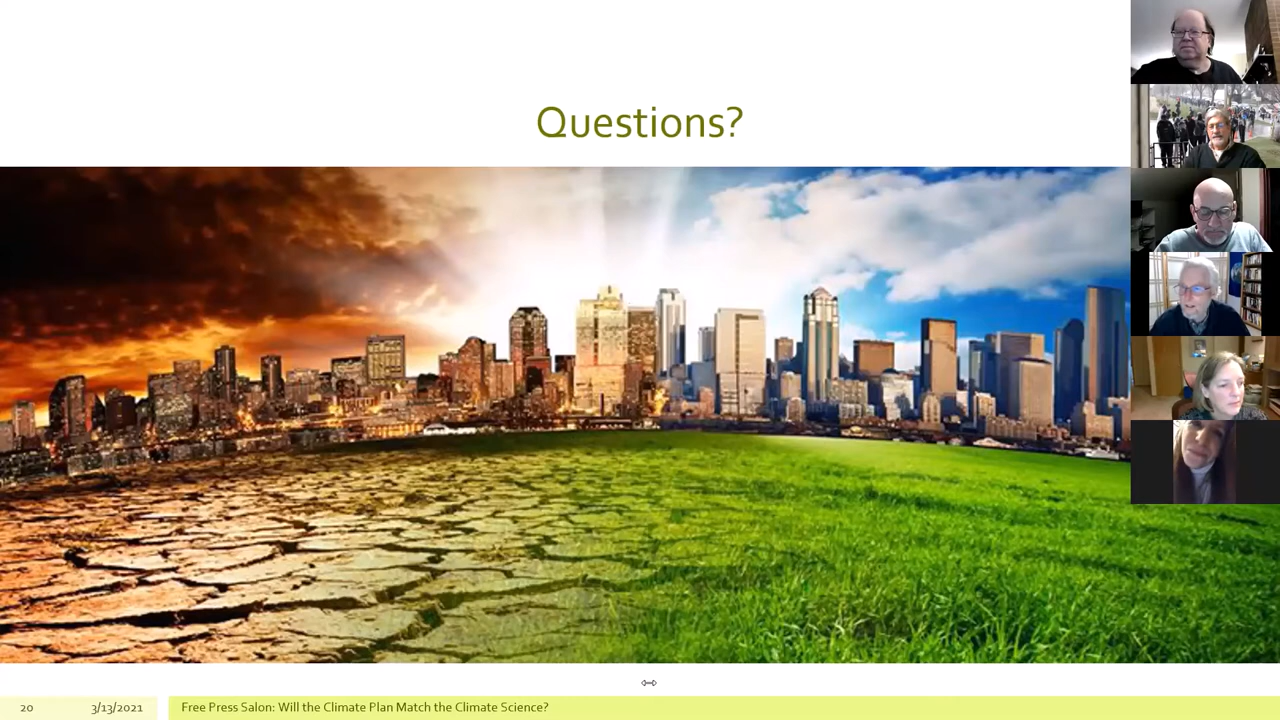 Questions?
20 3/13/2021 Free Press Salon: Will the Climate Plan Match the Climate Science?